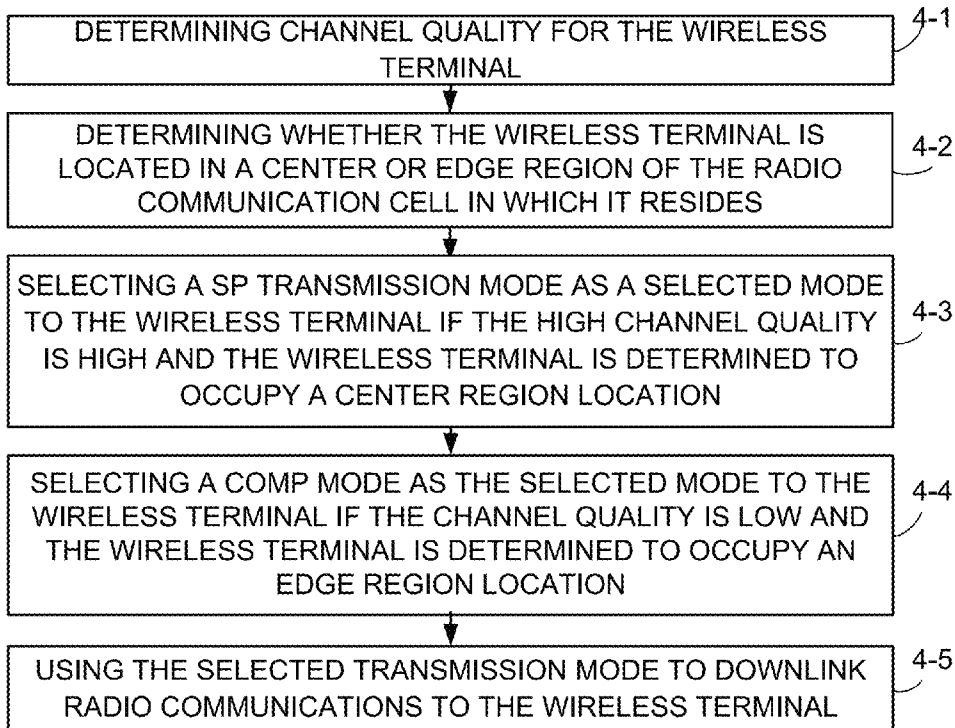 DETERMINING CHANNEL QUALITY FOR THE WIRELESS
TERMINAL
4-1
DETERMINING WHETHER THE WIRELESS TERMINAL IS
LOCATED IN A CENTER OR EDGE REGION OF THE RADIO
COMMUNICATION CELL IN WHICH IT RESIDES
4-2
SELECTING A SP TRANSMISSION MODE AS A SELECTED MODE
TO THE WIRELESS TERMINAL IF THE HIGH CHANNEL QUALITY
IS HIGH AND THE WIRELESS TERMINAL IS DETERMINED TO
OCCUPY A CENTER REGION LOCATION
4-3
SELECTING A COMP MODE AS THE SELECTED MODE TO THE
WIRELESS TERMINAL IF THE CHANNEL QUALITY IS LOW AND
THE WIRELESS TERMINAL IS DETERMINED TO OCCUPY AN
EDGE REGION LOCATION
4-4
USING THE SELECTED TRANSMISSION MODE TO DOWNLINK
RADIO COMMUNICATIONS TO THE WIRELESS TERMINAL
4-5